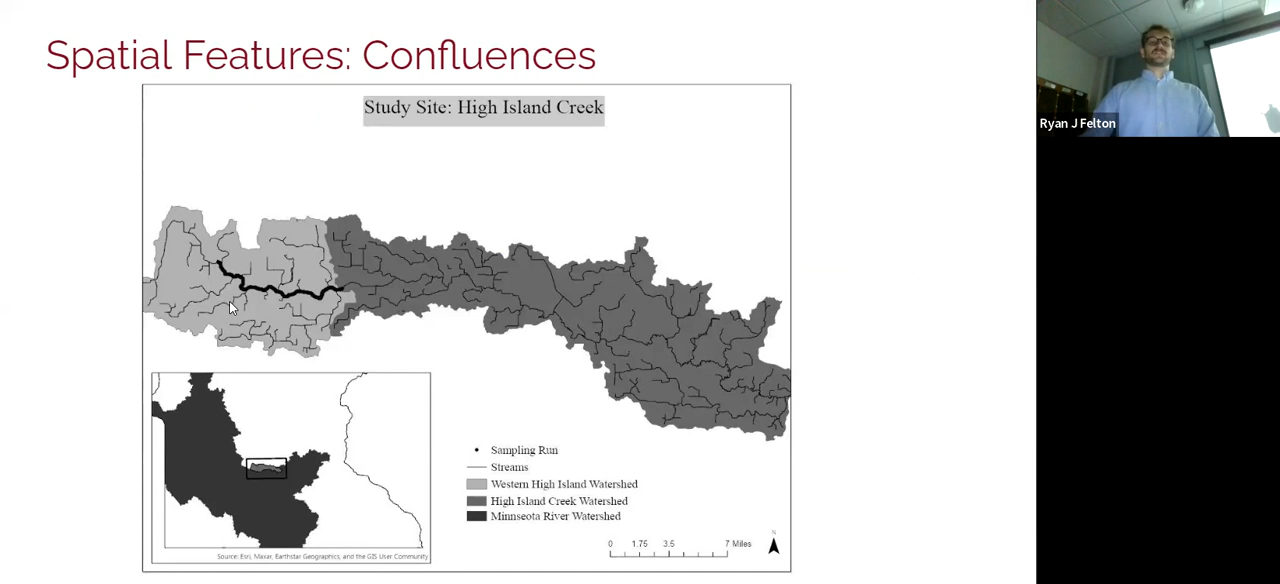 Spatial Features: Confluences
Study Site: High Island Creek
Ryan J Felton
Sampling Run
Streams
Western High Island Watershed
High Island Creek Watershed
Minnseota River Watershed
Source: Esri, Maxar, Earthstar Geographics, and the GIS User Community
0 1.75 3.5 7 Miles
N